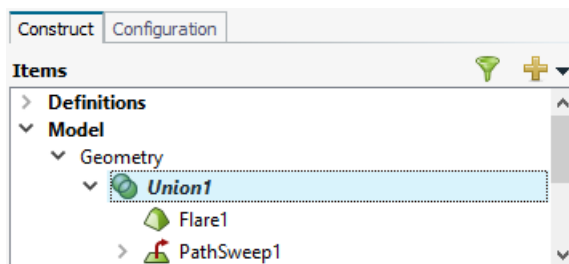 Construct Configuration
Items
Definitions
Model
Geometry
Union1
Flare1
PathSweep1